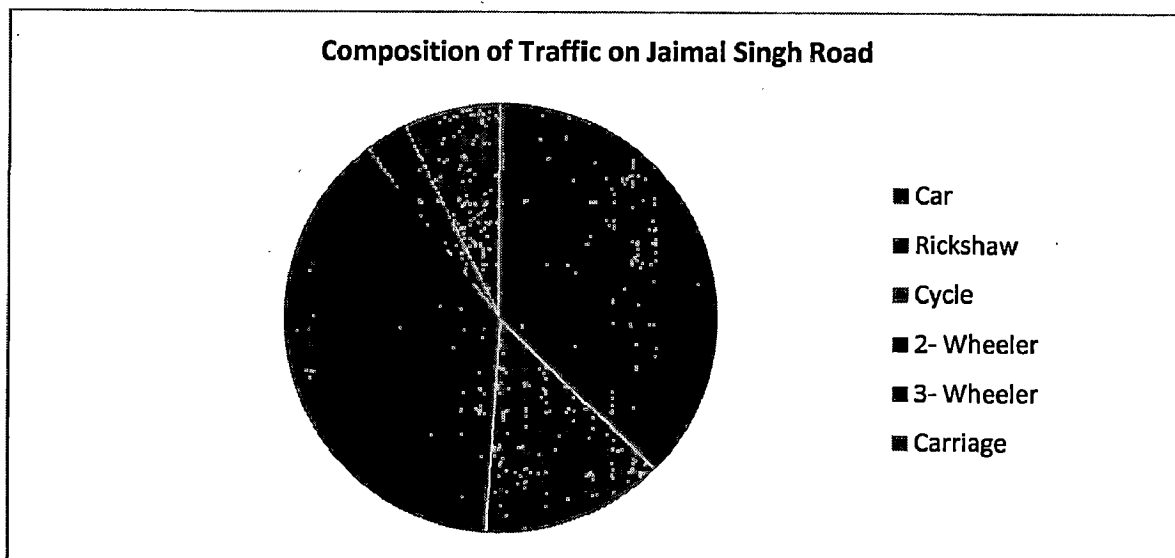 Composition of Traffic on Jaimal Singh Road
Car
Rickshaw
Cycle
2- Wheeler
3- Wheeler
Carriage